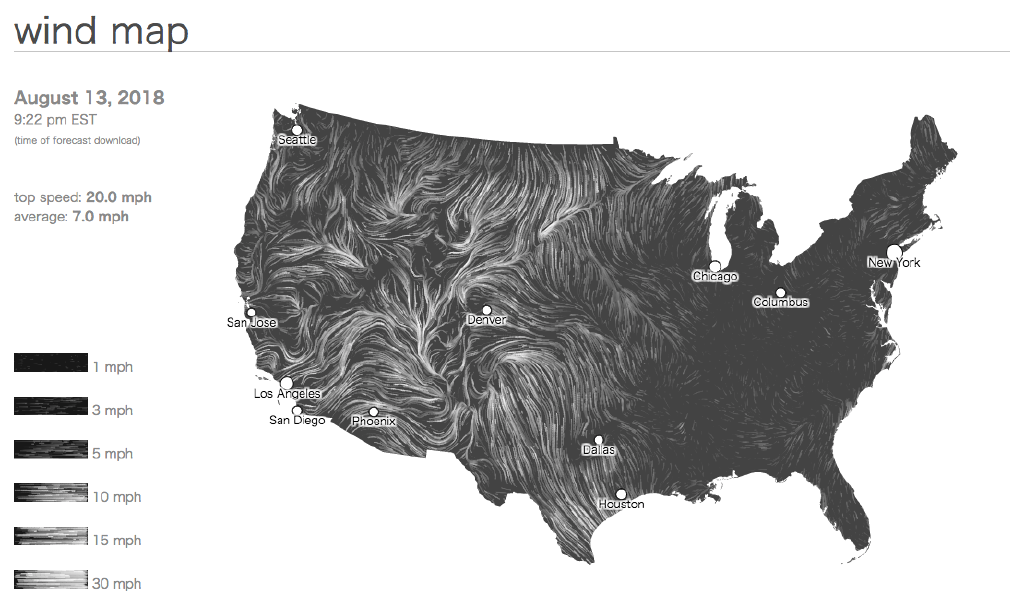 wind map
August 13, 2018
9:22 pm EST
(time of forecast download)
top speed: 20.0 mph
average: 7.0 mph
1 mph
3 mph
5 mph
10 mph
15 mph
30 mph
Seattle
New York
Chicago
Columbus
Denver
San Jose
Los Angeles
San Diego
Phoenix
Dallas
Houston